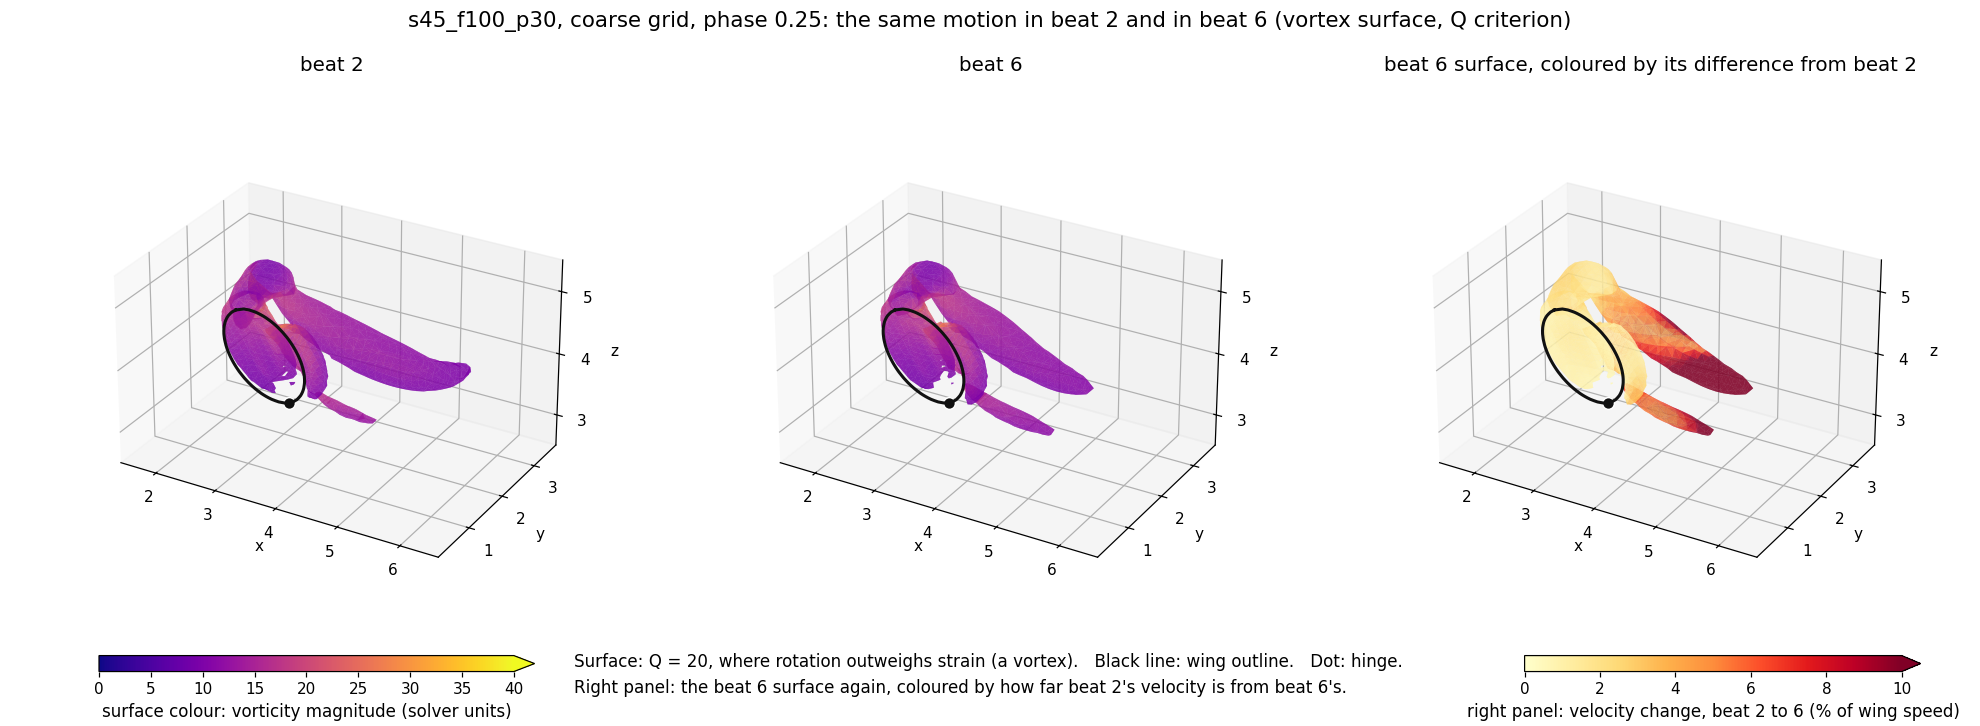 s45_f100_p30, coarse grid, phase 0.25: the same motion in beat 2 and in beat 6 (vortex surface, Q criterion)
beat 2
beat 6
beat 6 surface, coloured by its difference from beat 2
5
4
3
z
2
3
4
5
6
x
1
2
3
y
5
4
3
z
2
3
4
5
6
x
1
2
3
y
5
4
3
z
2
3
4
5
6
x
1
2
3
y
0 5 10 15 20 25 30 35 40
surface colour: vorticity magnitude (solver units)
Surface: Q = 20, where rotation outweighs strain (a vortex).   Black line: wing outline.   Dot: hinge.
Right panel: the beat 6 surface again, coloured by how far beat 2's velocity is from beat 6's.
0 2 4 6 8 10
right panel: velocity change, beat 2 to 6 (% of wing speed)